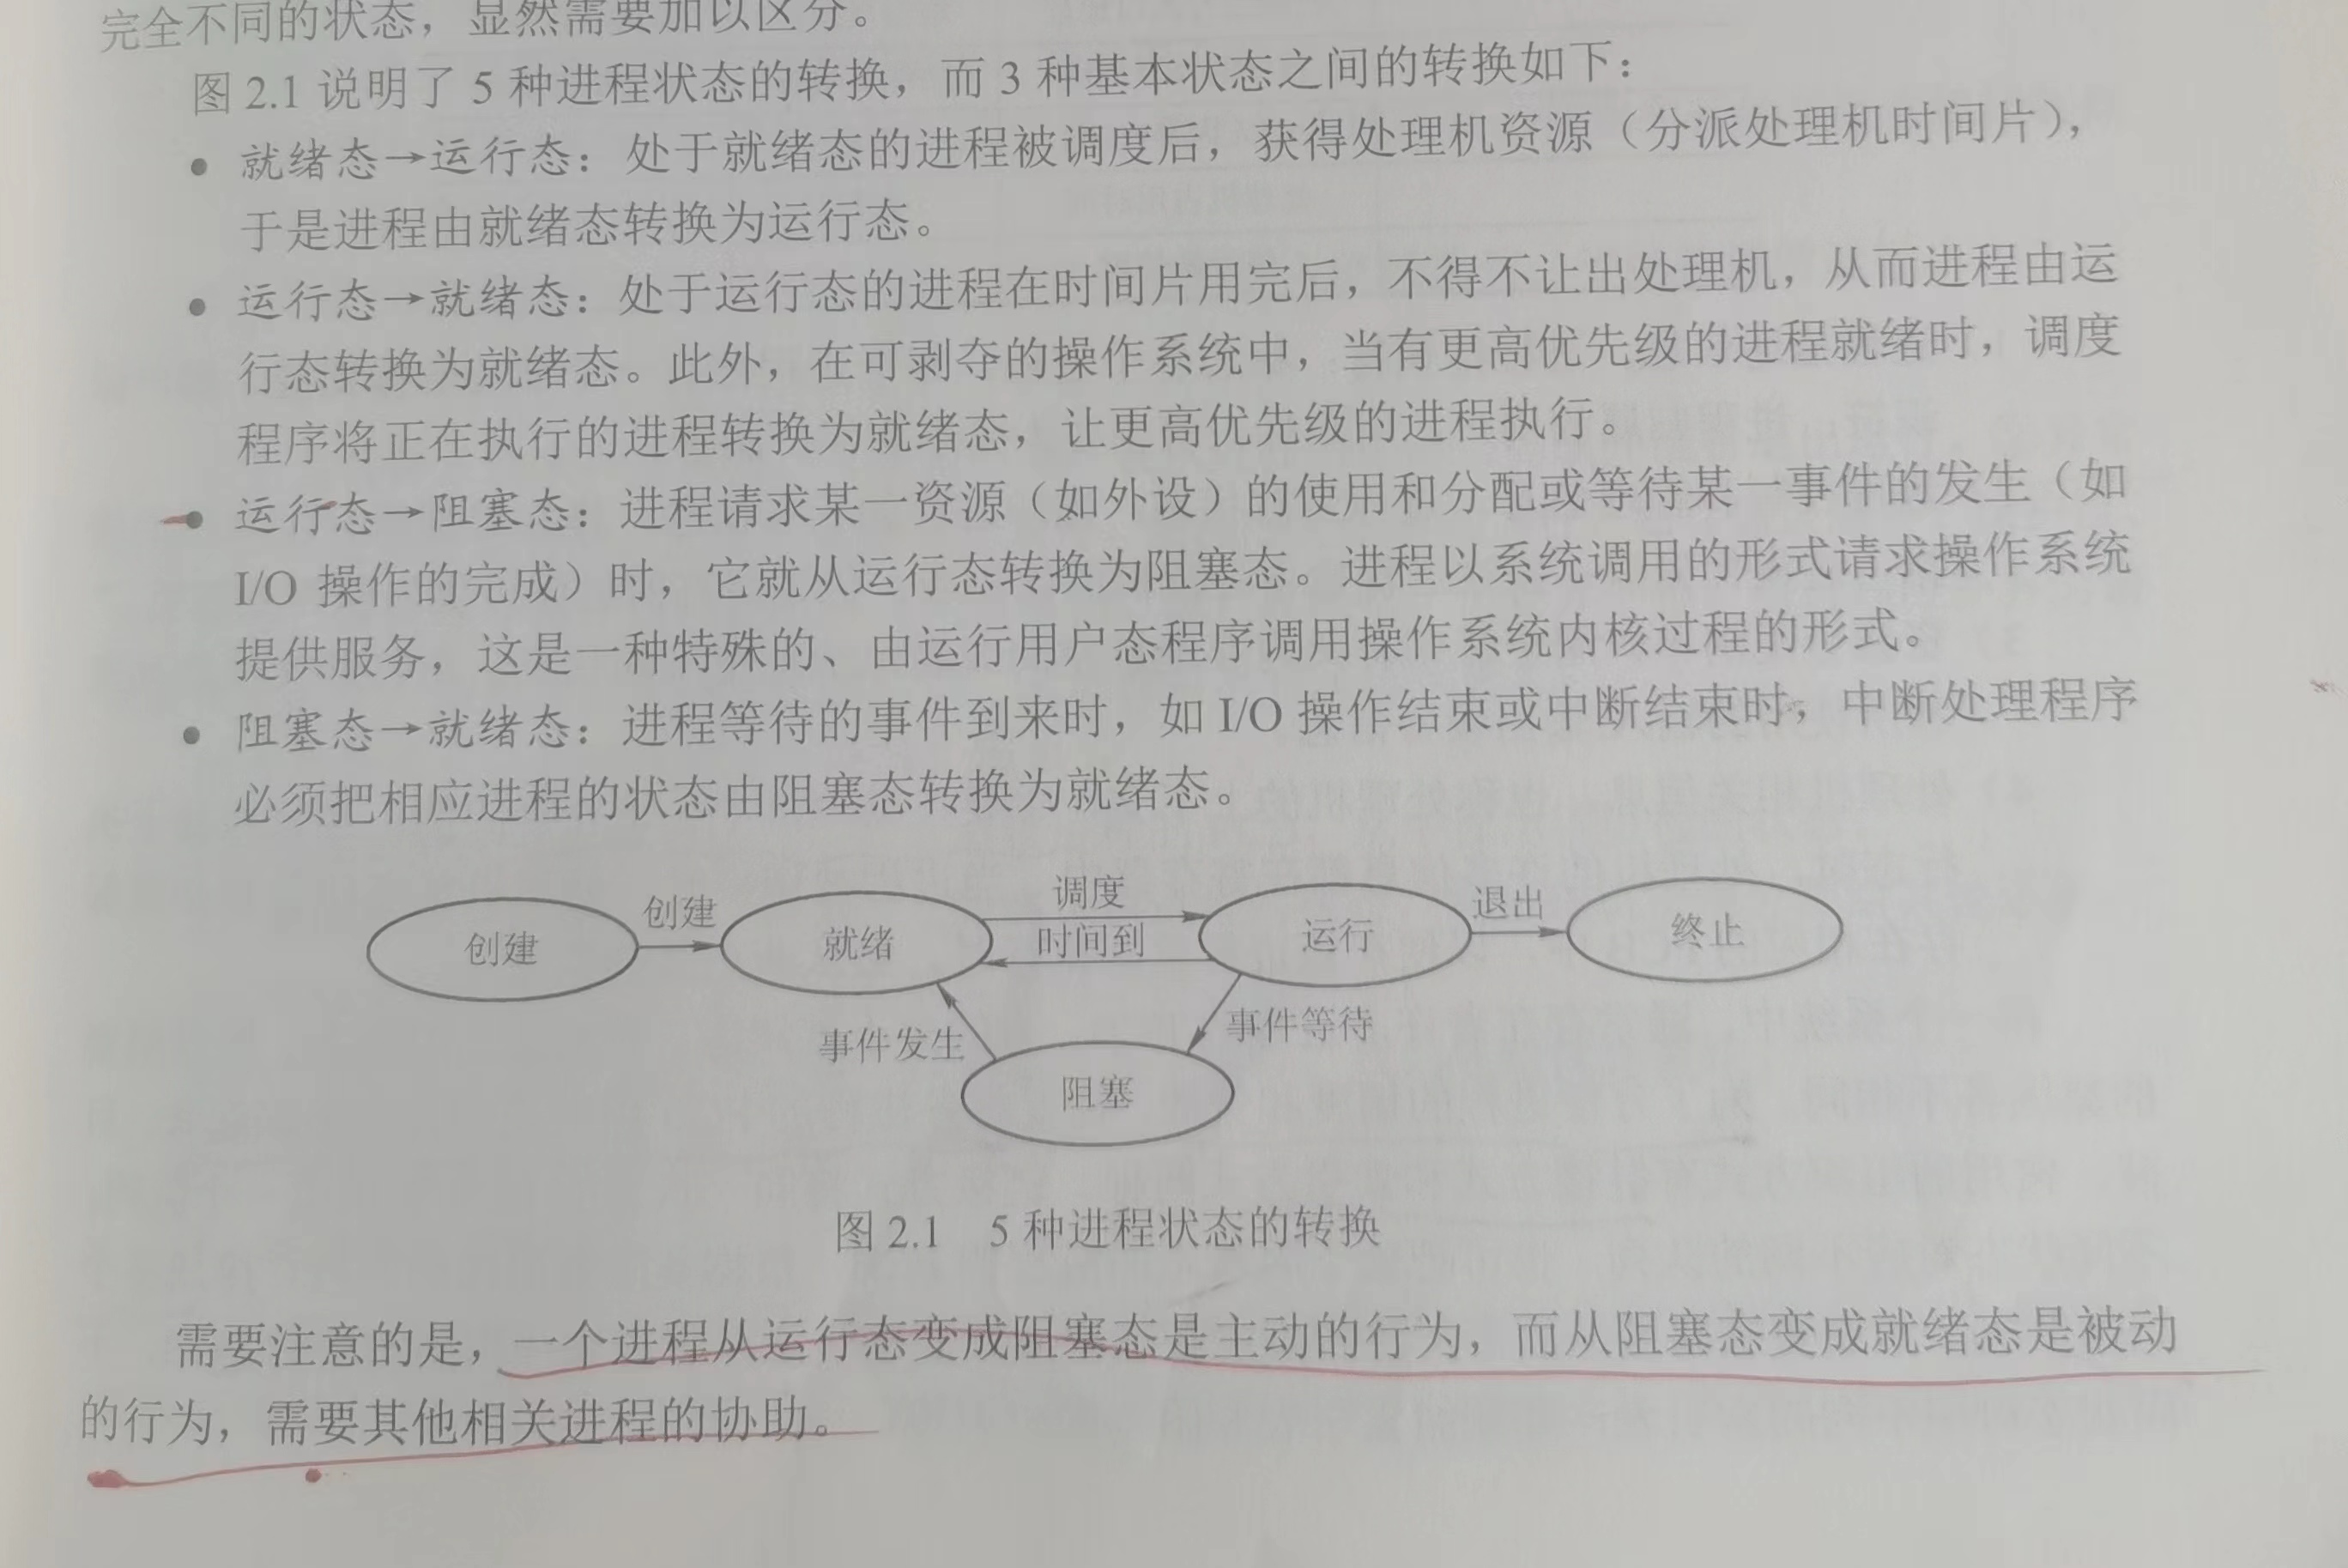 完全不同的状态，显然需要加以区分。
图 2.1 说明了 5 种进程状态的转换，而 3 种基本状态之间的转换如下：
• 就绪态→运行态：处于就绪态的进程被调度后，获得处理机资源（分派处理机时间片），
于是进程由就绪态转换为运行态。
• 运行态→就绪态：处于运行态的进程在时间片用完后，不得不让出处理机，从而进程由运
行态转换为就绪态。此外，在可剥夺的操作系统中，当有更高优先级的进程就绪时，调度
程序将正在执行的进程转换为就绪态，让更高优先级的进程执行。
• 运行态→阻塞态：进程请求某一资源（如外设）的使用和分配或等待某一事件的发生（如
I/O 操作的完成）时，它就从运行态转换为阻塞态。进程以系统调用的形式请求操作系统
提供服务，这是一种特殊的、由运行用户态程序调用操作系统内核过程的形式。
• 阻塞态→就绪态：进程等待的事件到来时，如 I/O 操作结束或中断结束时，中断处理程序
必须把相应进程的状态由阻塞态转换为就绪态。
创建
创建
就绪
调度
时间到
运行
退出
终止
事件发生
事件等待
阻塞
图 2.1 5 种进程状态的转换
需要注意的是，一个进程从运行态变成阻塞态是主动的行为，而从阻塞态变成就绪态是被动
的行为，需要其他相关进程的协助。